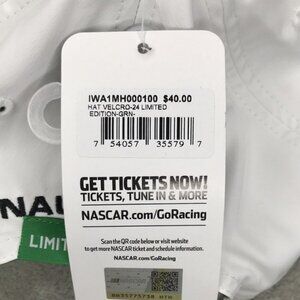 IWA1MH000100 $40.00
HAT VELCRO-24 LIMITED
EDITION-GRN-
7 54057 35579 7
GET TICKETS NOW!
TICKETS, TUNE IN & MORE
NASCAR.com/GoRacing
Scan the QR code below or visit website
to get more NASCAR ticket and schedule information.
NA
LIMIT